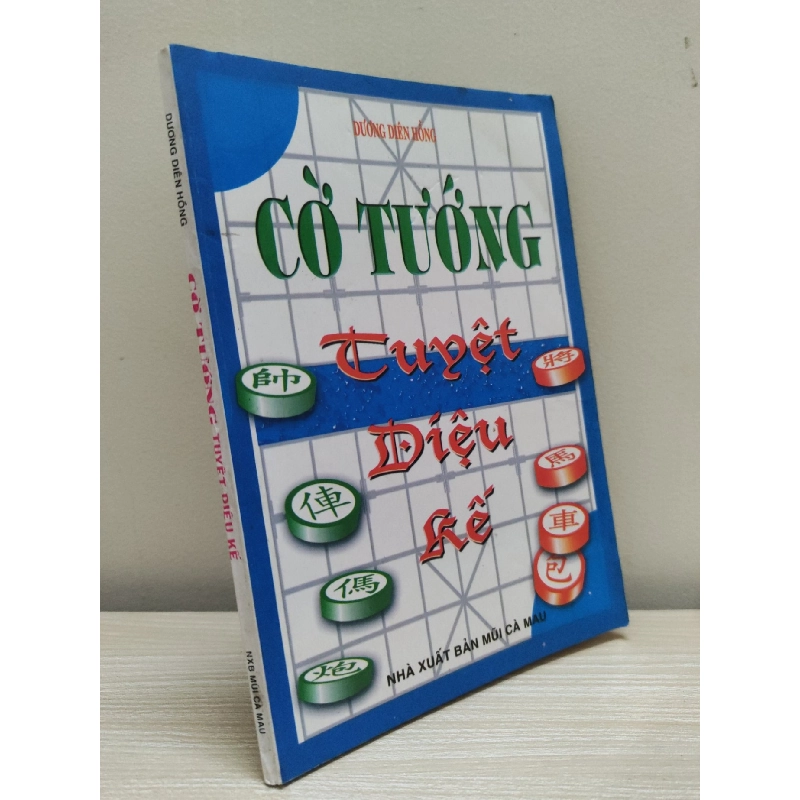 DƯƠNG DIÊN HỒNG
CỜ TƯỚNG
Tuyệt
Diệu
Kế
帥
將
俥
馬
車
傌
包
炮
NHÀ XUẤT BẢN MŨI CÀ MAU
DƯƠNG DIÊN HỒNG
CỜ TƯỚNG TUYỆT DIỆU KẾ
NXB MŨI CÀ MAU